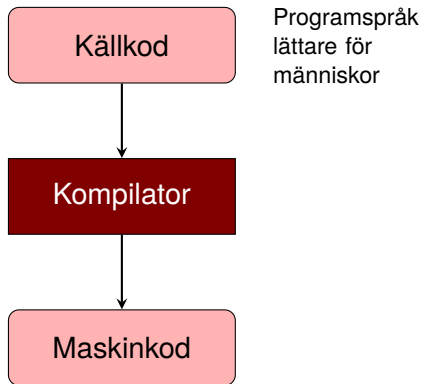 Källkod
Programspråk
lättare för
människor
Kompilator
Maskinkod